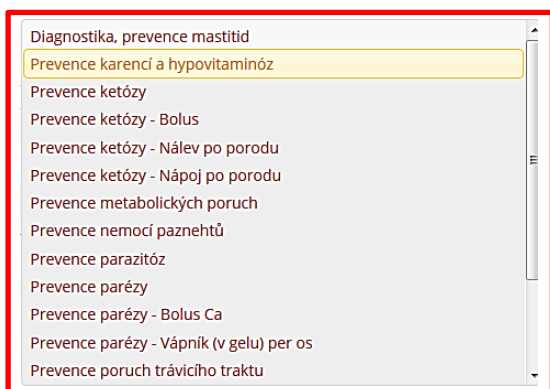 Diagnostika, prevence mastitid
Prevence karencí a hypovitaminóz
Prevence ketózy
Prevence ketózy - Bolus
Prevence ketózy - Nálev po porodu
Prevence ketózy - Nápoj po porodu
Prevence metabolických poruch
Prevence nemocí paznehtů
Prevence parazitóz
Prevence parézy
Prevence parézy - Bolus Ca
Prevence parézy - Vápník (v gelu) per os
Prevence poruch trávicího traktu